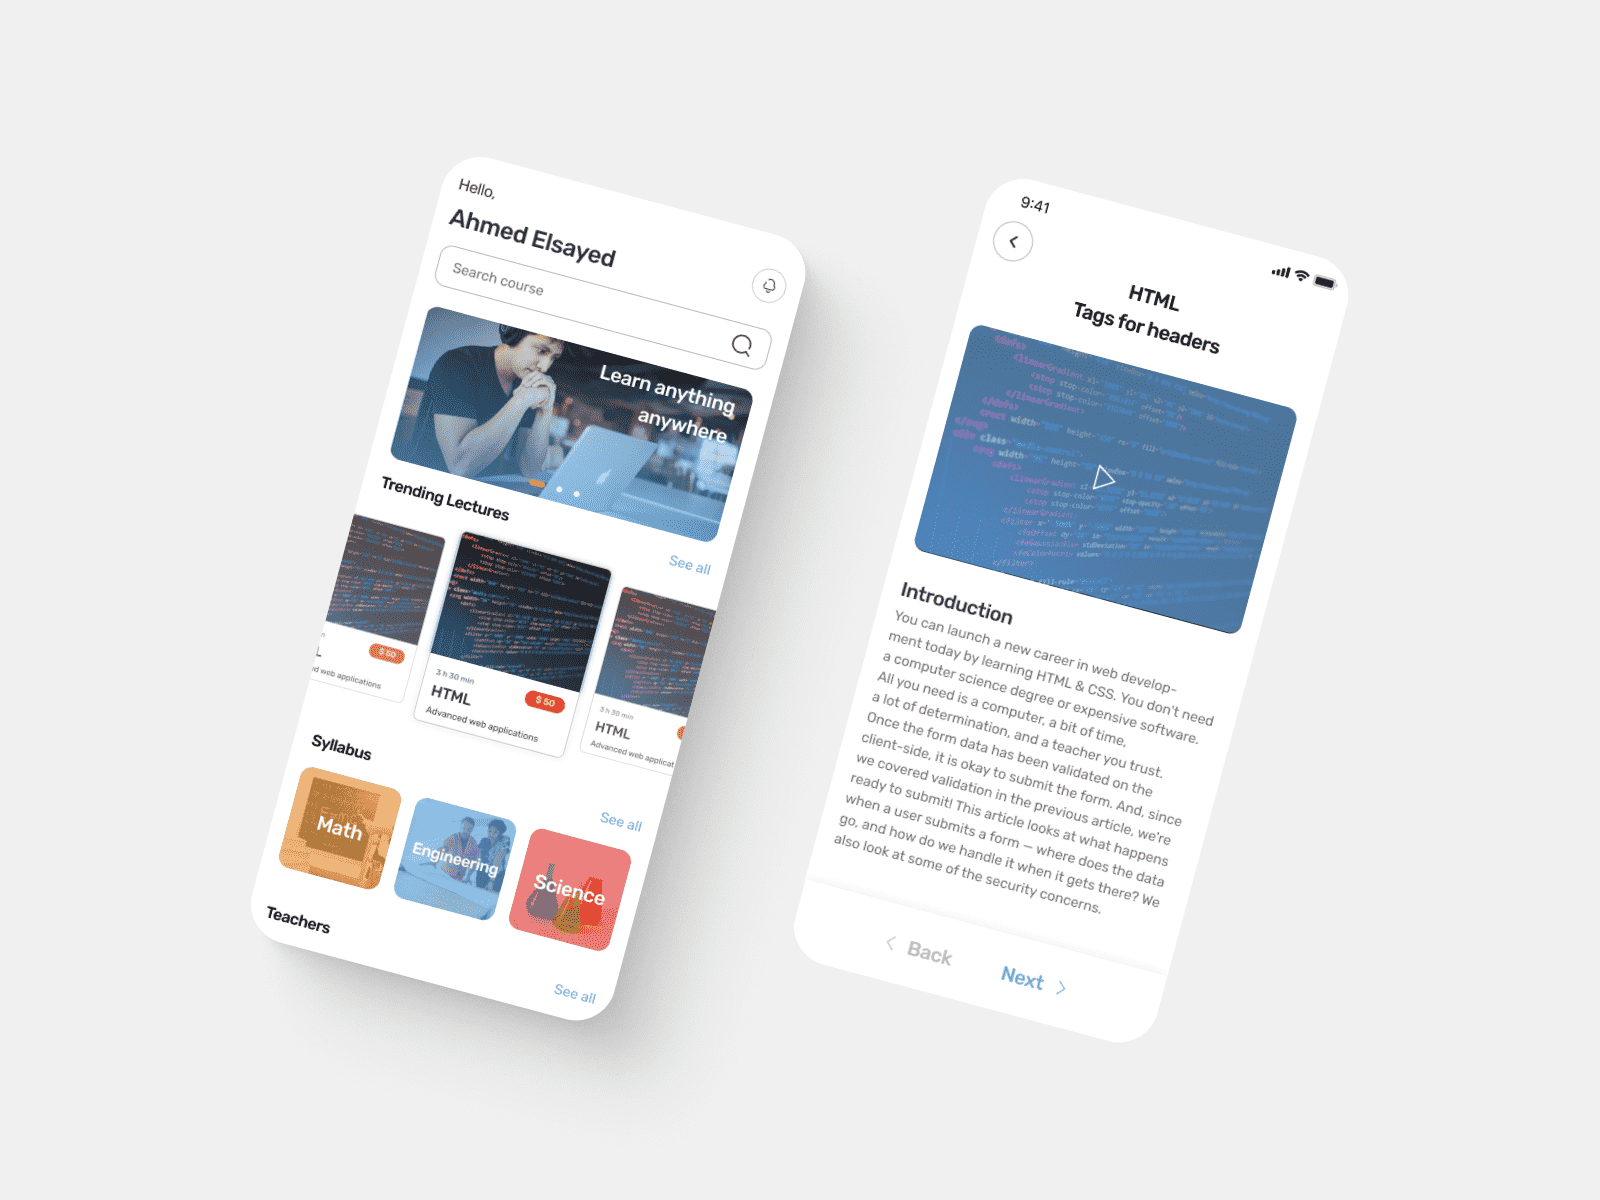 Hello,
Ahmed Elsayed
Search course
Learn anything
anywhere
Trending Lectures
See all
$ 50
web applications
3 h 30 min
HTML
$ 50
Advanced web applications
3 h 30 min
HTML
Advanced web applicat
Syllabus
See all
Math
Engineering
Science
Teachers
See all
9:41
HTML
Tags for headers
Introduction
You can launch a new career in web develop-
ment today by learning HTML & CSS. You don't need
a computer science degree or expensive software.
All you need is a computer, a bit of time,
a lot of determination, and a teacher you trust.
Once the form data has been validated on the
client-side, it is okay to submit the form. And, since
we covered validation in the previous article, we're
ready to submit! This article looks at what happens
when a user submits a form — where does the data
go, and how do we handle it when it gets there? We
also look at some of the security concerns.
Back
Next